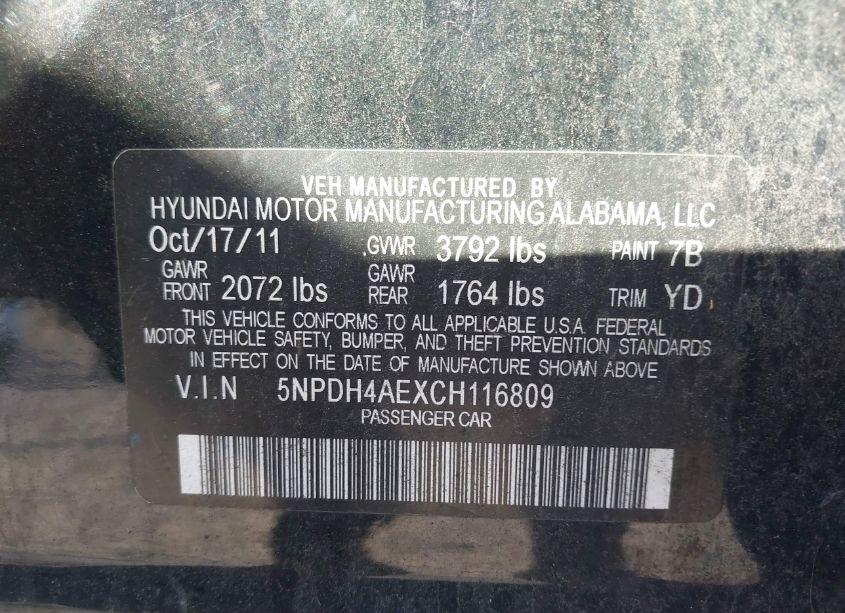 VEH MANUFACTURED BY
HYUNDAI MOTOR MANUFACTURING ALABAMA, LLC
Oct/17/11 GVWR 3792 lbs PAINT 7B
GAWR FRONT 2072 lbs GAWR REAR 1764 lbs TRIM YD
THIS VEHICLE CONFORMS TO ALL APPLICABLE U.S.A. FEDERAL
MOTOR VEHICLE SAFETY, BUMPER, AND THEFT PREVENTION STANDARDS
IN EFFECT ON THE DATE OF MANUFACTURE SHOWN ABOVE
V.I.N 5NPDH4AEXCH116809
PASSENGER CAR